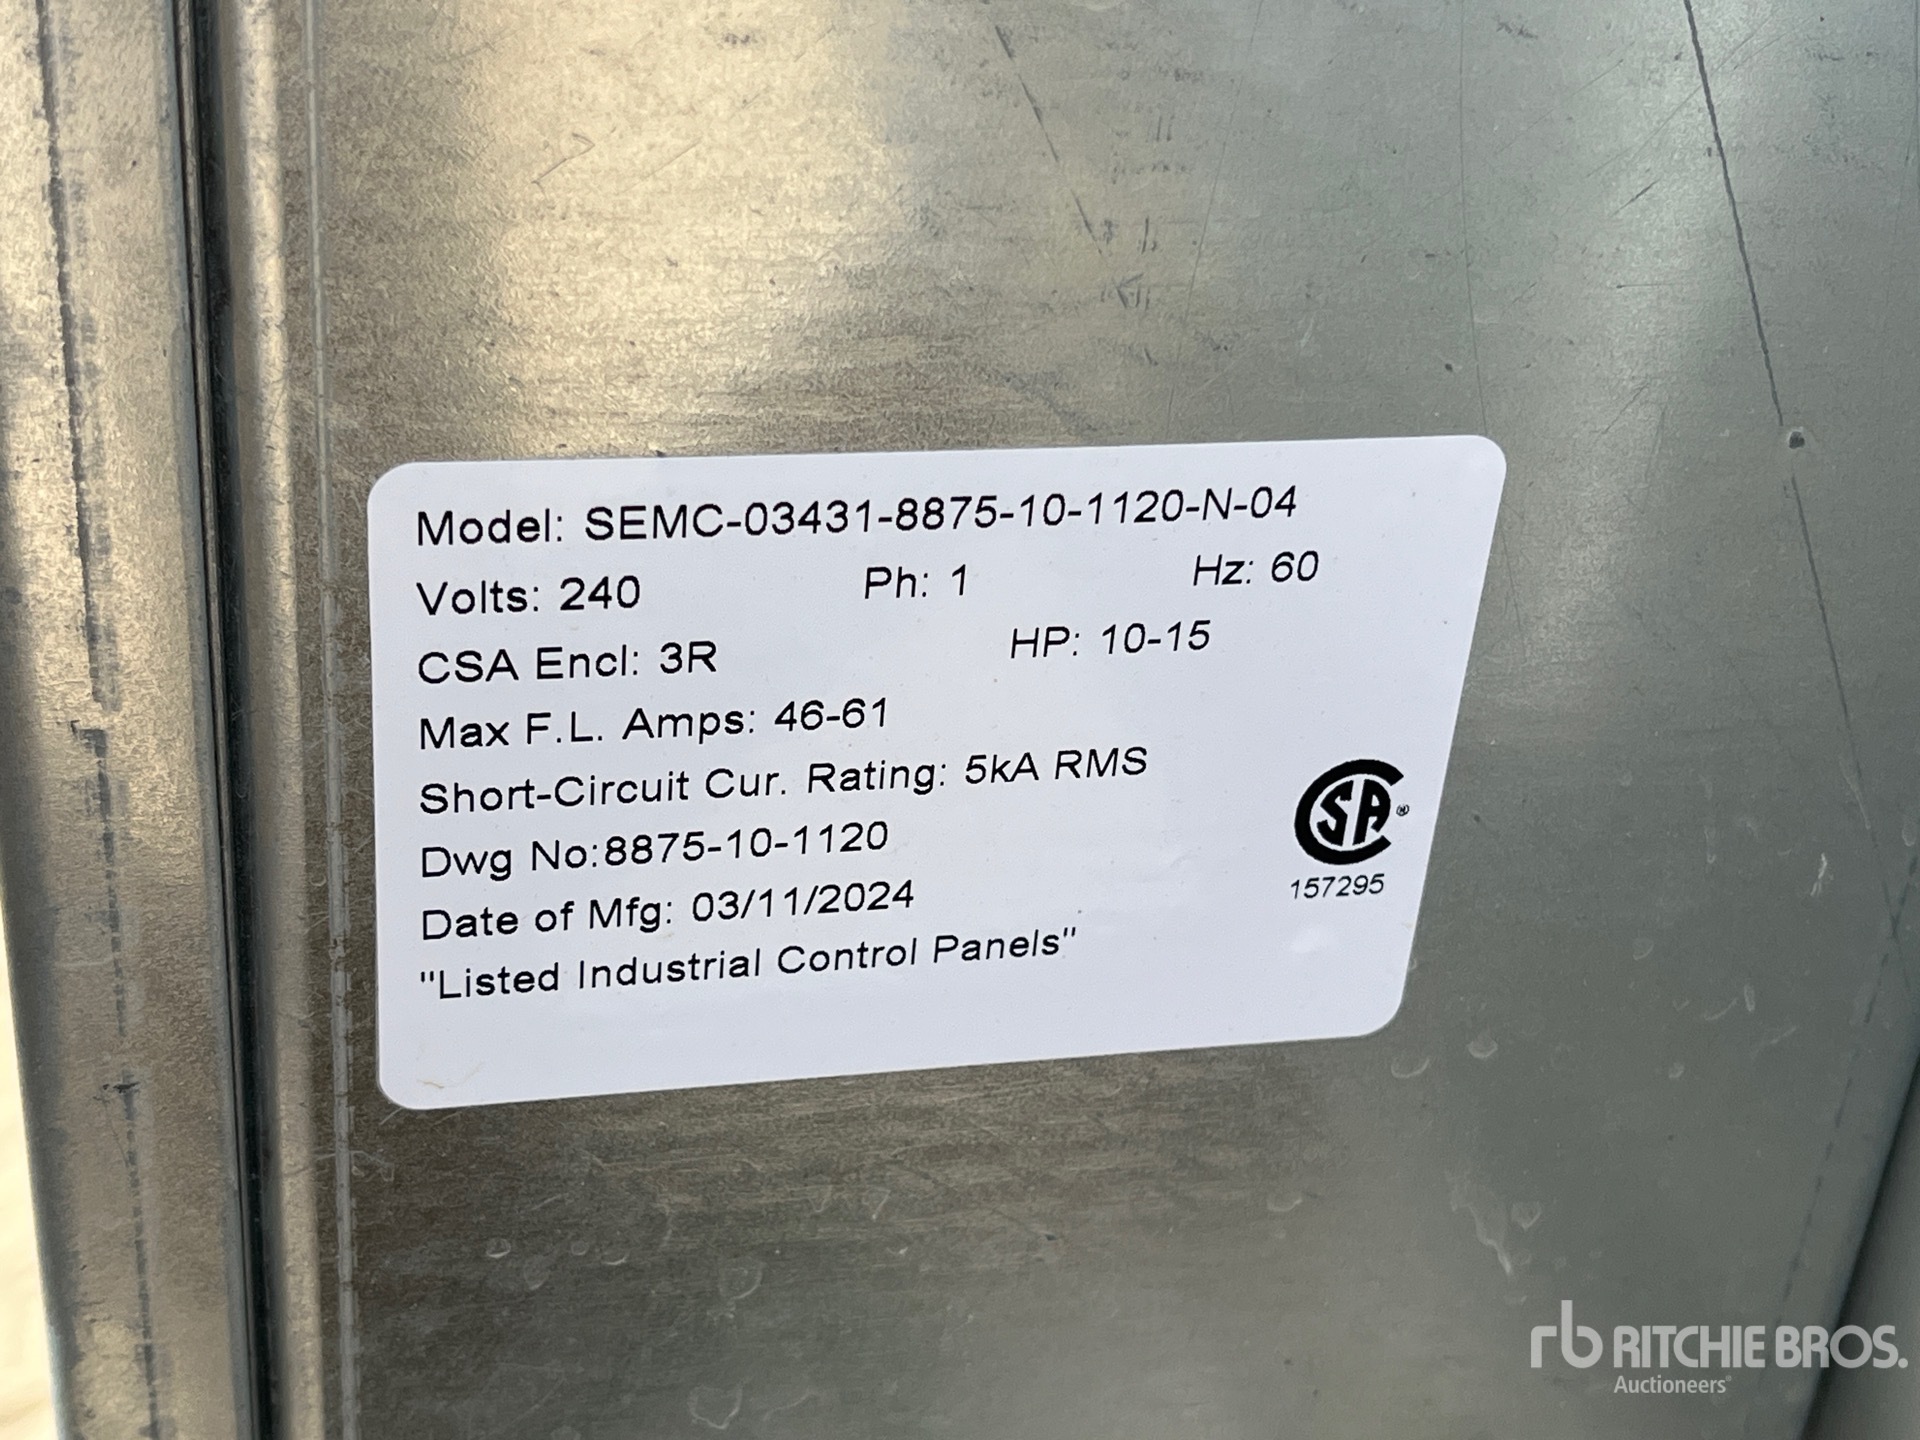 Model: SEMC-03431-8875-10-1120-N-04
Volts: 240 Ph: 1 Hz: 60
CSA Encl: 3R HP: 10-15
Max F.L. Amps: 46-61
Short-Circuit Cur. Rating: 5kA RMS
Dwg No:8875-10-1120
Date of Mfg: 03/11/2024
"Listed Industrial Control Panels"
CSA®
157295
rb RITCHIE BROS.
Auctioneers®